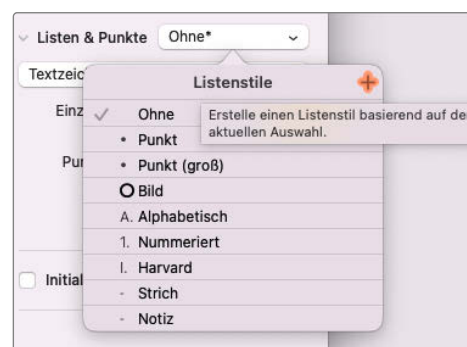 Listen & Punkte Ohne*
Textzeic
Listenstile
Einz
Ohne
Erstelle einen Listenstil basierend auf de
aktuellen Auswahl.
• Punkt
Pun
• Punkt (groß)
Bild
A. Alphabetisch
1. Nummeriert
I. Harvard
Initial
- Strich
- Notiz